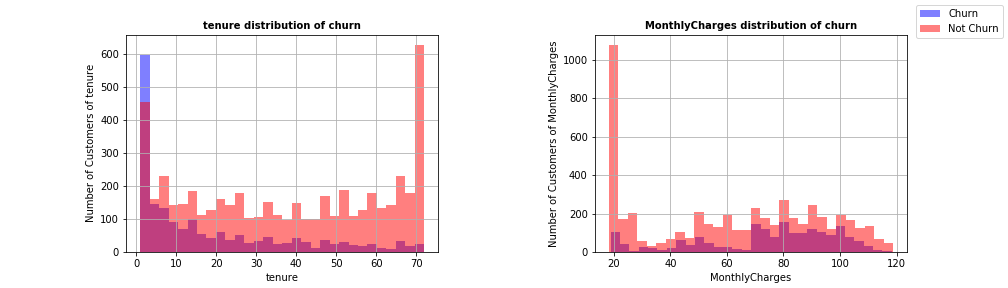 tenure distribution of churn
Number of Customers of tenure
600
500
400
300
200
100
0
0 10 20 30 40 50 60 70
tenure
MonthlyCharges distribution of churn
Number of Customers of MonthlyCharges
1000
800
600
400
200
0
20 40 60 80 100 120
MonthlyCharges
Churn
Not Churn